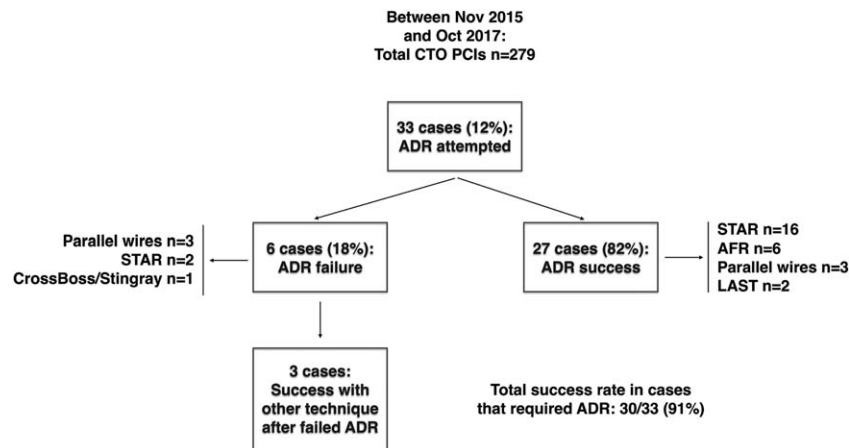 Between Nov 2015
and Oct 2017:
Total CTO PCIs n=279
33 cases (12%):
ADR attempted
Parallel wires n=3
STAR n=2
CrossBoss/Stingray n=1
6 cases (18%):
ADR failure
27 cases (82%):
ADR success
STAR n=16
AFR n=6
Parallel wires n=3
LAST n=2
3 cases:
Success with
other technique
after failed ADR
Total success rate in cases
that required ADR: 30/33 (91%)